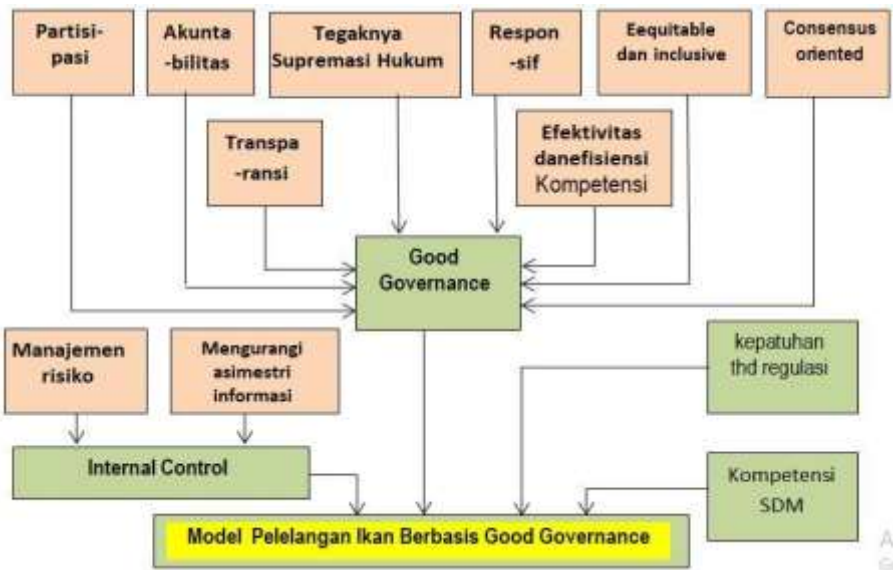 Partisi-
pasi
Akunta
-bilitas
Tegaknya
Supremasi Hukum
Respon
-sif
Eequitable
dan inclusive
Consensus
oriented
Transpa
-ransi
Efektivitas
danefisiensi
Kompetensi
Good
Governance
Manajemen
risiko
Mengurangi
asimestri
informasi
kepatuhan
thd regulasi
Internal Control
Kompetensi
SDM
Model Pelelangan Ikan Berbasis Good Governance